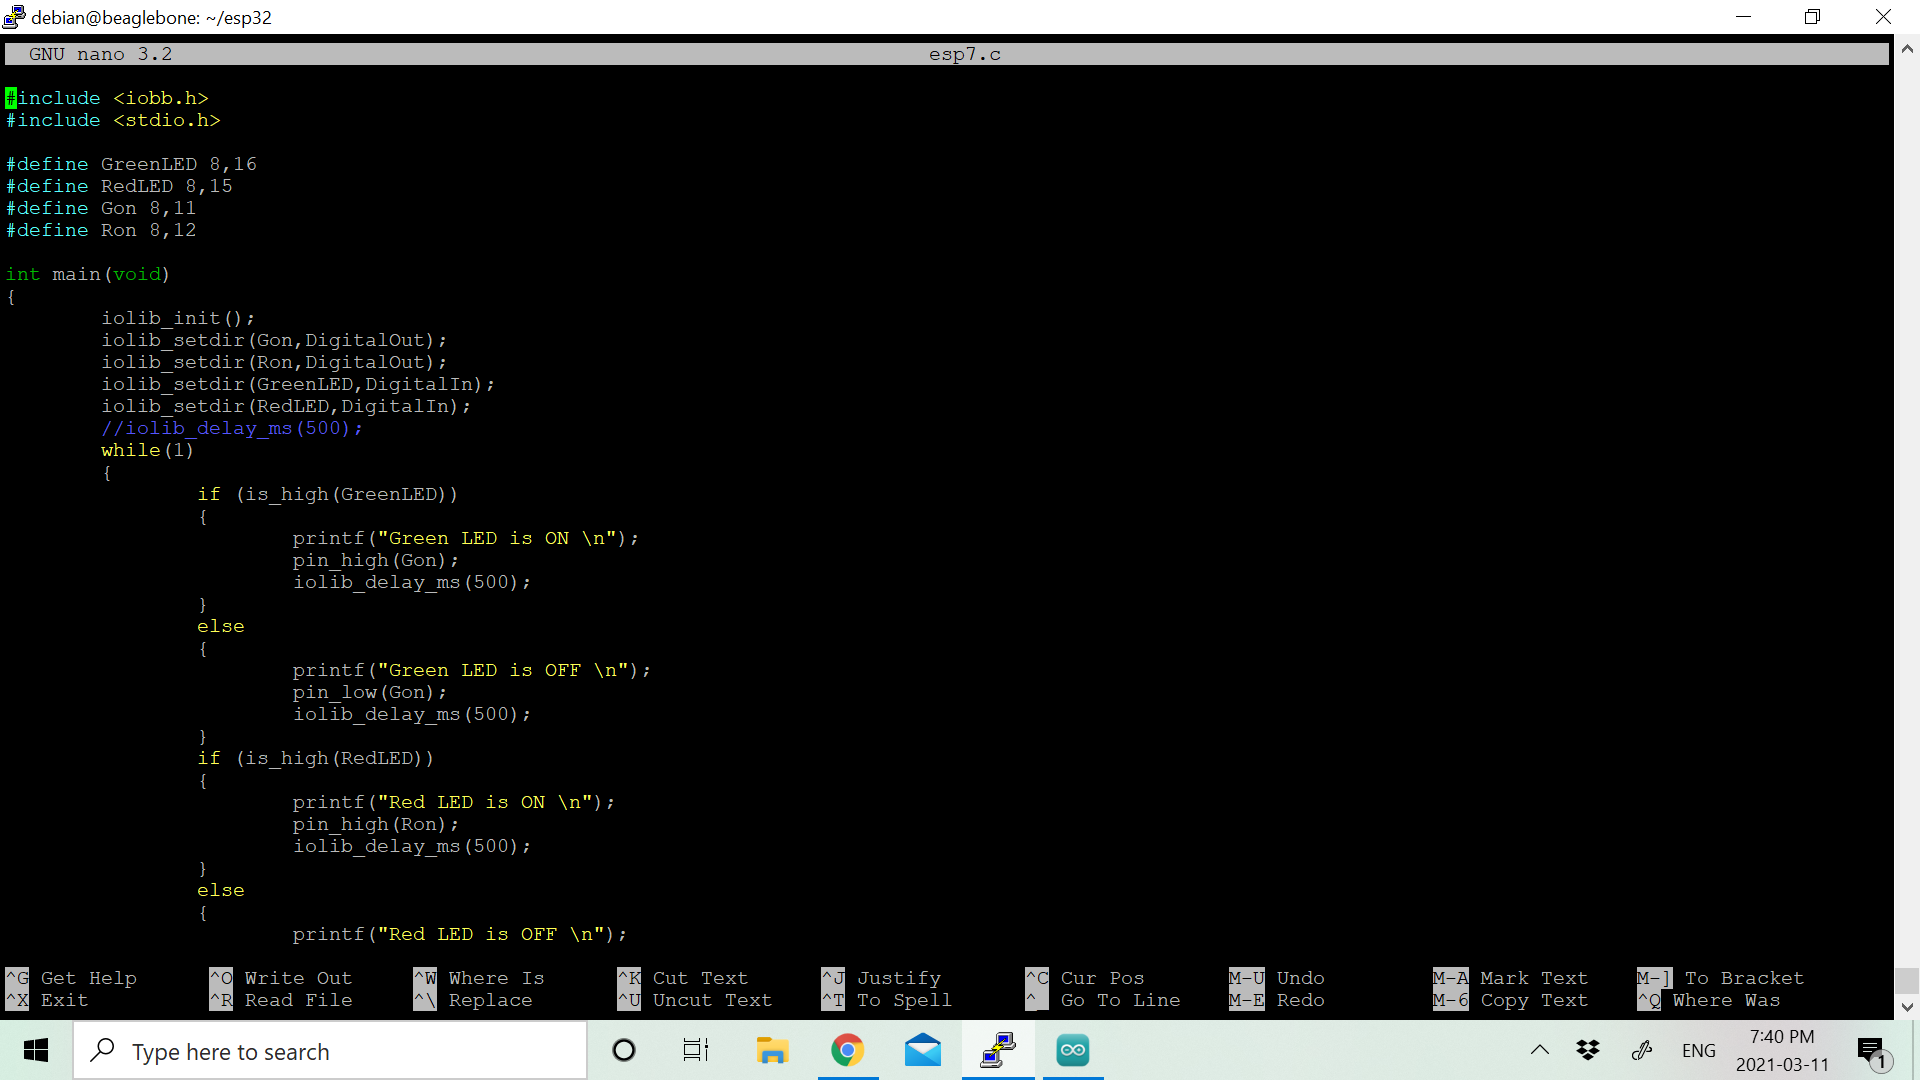 debian@beaglebone: ~/esp32
GNU nano 3.2 esp7.c
#include <iobb.h>
#include <stdio.h>
#define GreenLED 8,16
#define RedLED 8,15
#define Gon 8,11
#define Ron 8,12
int main(void)
{
iolib_init();
iolib_setdir(Gon,DigitalOut);
iolib_setdir(Ron,DigitalOut);
iolib_setdir(GreenLED,DigitalIn);
iolib_setdir(RedLED,DigitalIn);
//iolib_delay_ms(500);
while(1)
{
if (is_high(GreenLED))
{
printf("Green LED is ON \n");
pin_high(Gon);
iolib_delay_ms(500);
}
else
{
printf("Green LED is OFF \n");
pin_low(Gon);
iolib_delay_ms(500);
}
if (is_high(RedLED))
{
printf("Red LED is ON \n");
pin_high(Ron);
iolib_delay_ms(500);
}
else
{
printf("Red LED is OFF \n");
^G Get Help ^O Write Out ^W Where Is ^K Cut Text ^J Justify ^C Cur Pos M-U Undo M-A Mark Text M-] To Bracket
^X Exit ^R Read File ^\ Replace ^U Uncut Text ^T To Spell ^_ Go To Line M-E Redo M-6 Copy Text ^Q Where Was
Type here to search ENG 7:40 PM
2021-03-11 1